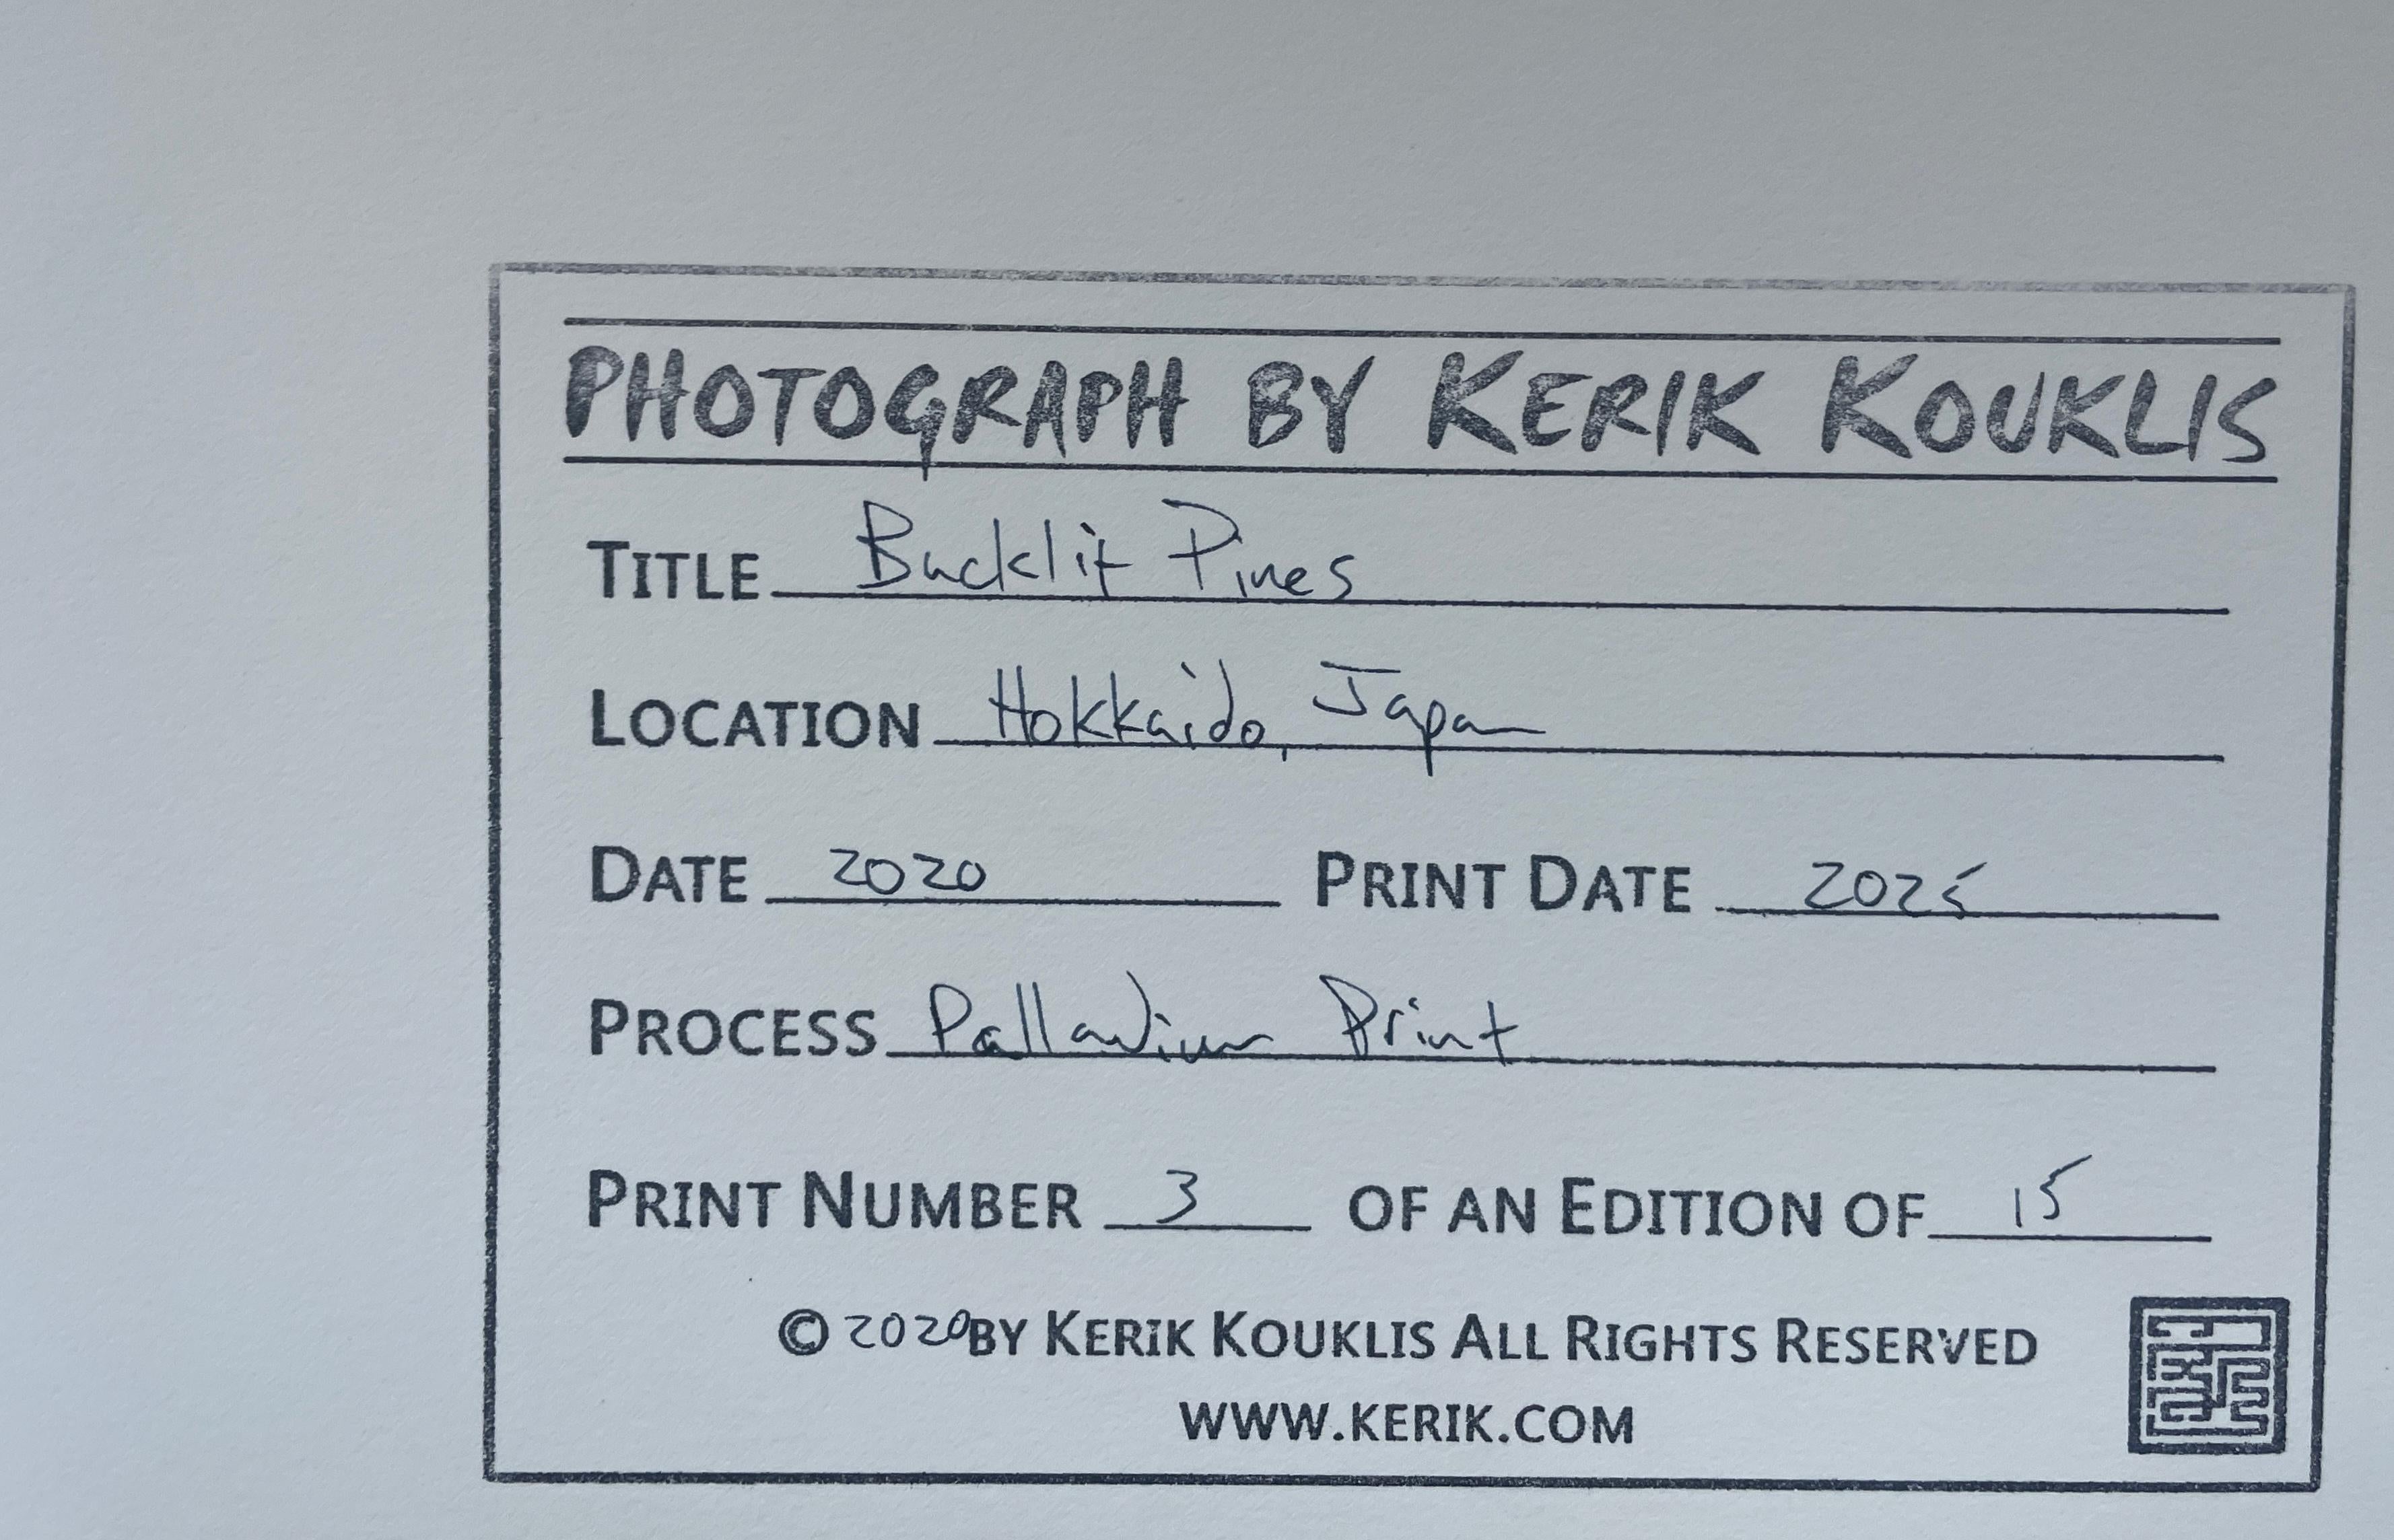 PHOTOGRAPH BY KERIK KOUKLIS
TITLE Backlit Pines
LOCATION Hokkaido, Japan
DATE 2020 PRINT DATE 2025
PROCESS Palladium Print
PRINT NUMBER 3 OF AN EDITION OF 15
© 2020 BY KERIK KOUKLIS ALL RIGHTS RESERVED
WWW.KERIK.COM